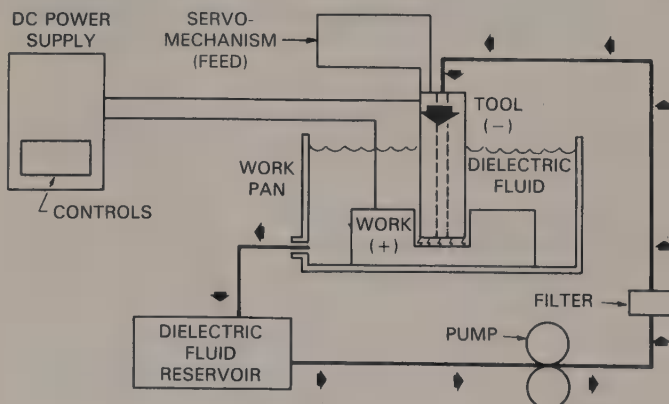 DC POWER
SUPPLY
SERVO-
MECHANISM
(FEED)
TOOL
(−)
WORK
PAN
DIELECTRIC
FLUID
CONTROLS
WORK
(+)
FILTER
PUMP
DIELECTRIC
FLUID
RESERVOIR